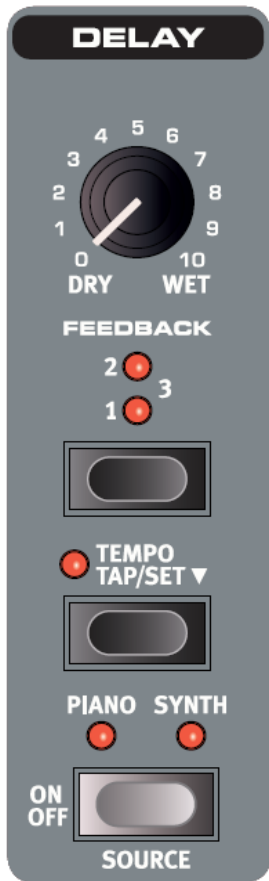 DELAY
5
4 6
3 7
2 8
1 9
0 10
DRY WET
FEEDBACK
2
3
1
TEMPO
TAP/SET ▼
PIANO SYNTH
ON
OFF
SOURCE